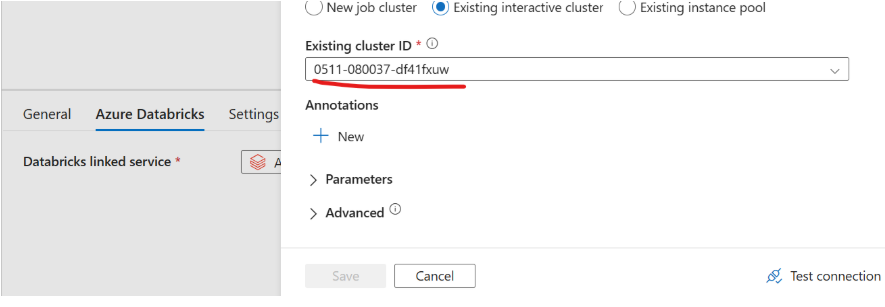 New job cluster Existing interactive cluster Existing instance pool
Existing cluster ID *
0511-080037-df41fxuw
Annotations
General Azure Databricks Settings
New
Databricks linked service * A
Parameters
Advanced
Save Cancel Test connection